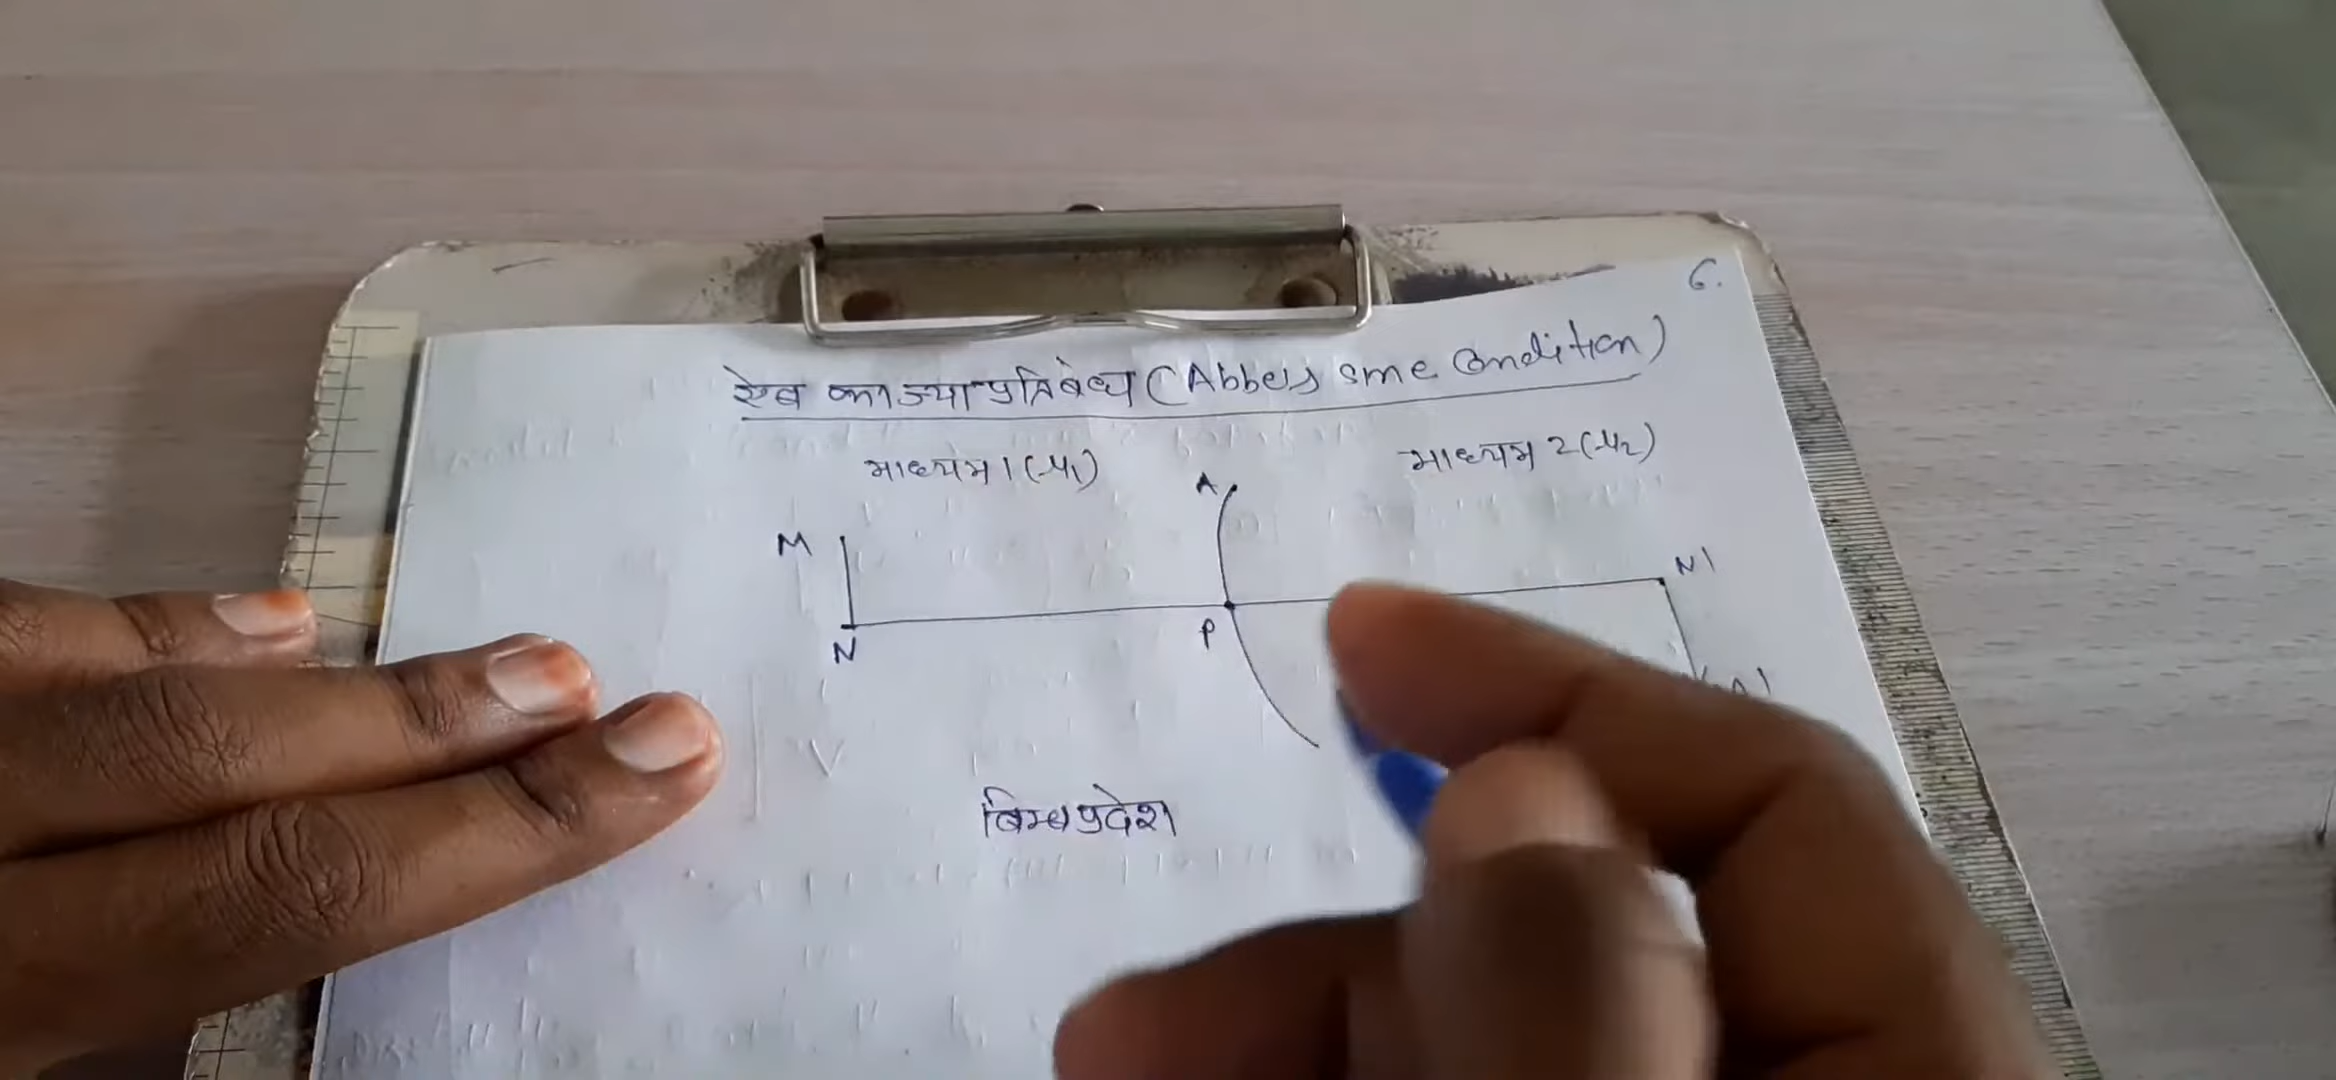 6.
ऐब का ज्या प्रतिबंध (Abbe's sine Condition)
माध्यम 1 (μ1) माध्यम 2 (μ2)
A
M N|
N P
बिम्ब प्रदेश